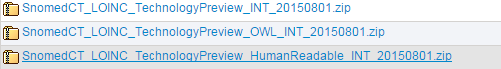 SnomedCT_LOINC_TechnologyPreview_INT_20150801.zip
SnomedCT_LOINC_TechnologyPreview_OWL_INT_20150801.zip
SnomedCT_LOINC_TechnologyPreview_HumanReadable_INT_20150801.zip